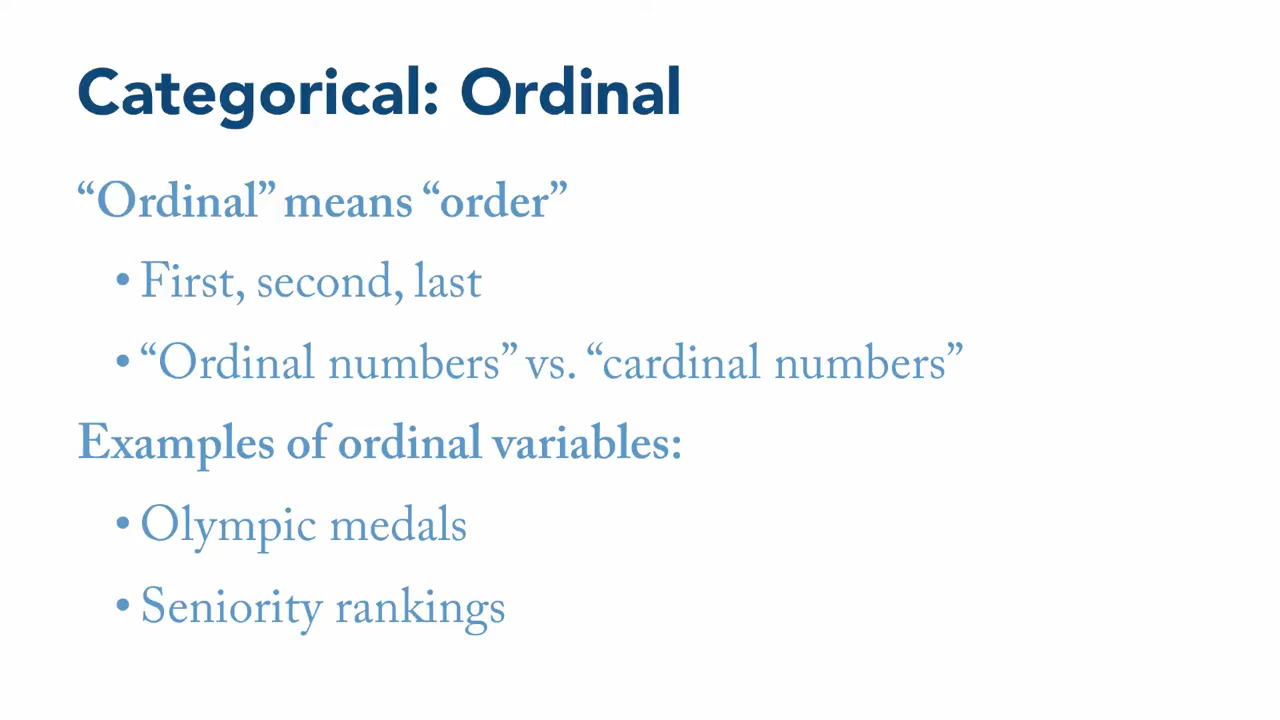 Categorical: Ordinal
“Ordinal” means “order”
• First, second, last
• “Ordinal numbers” vs. “cardinal numbers”
Examples of ordinal variables:
• Olympic medals
• Seniority rankings